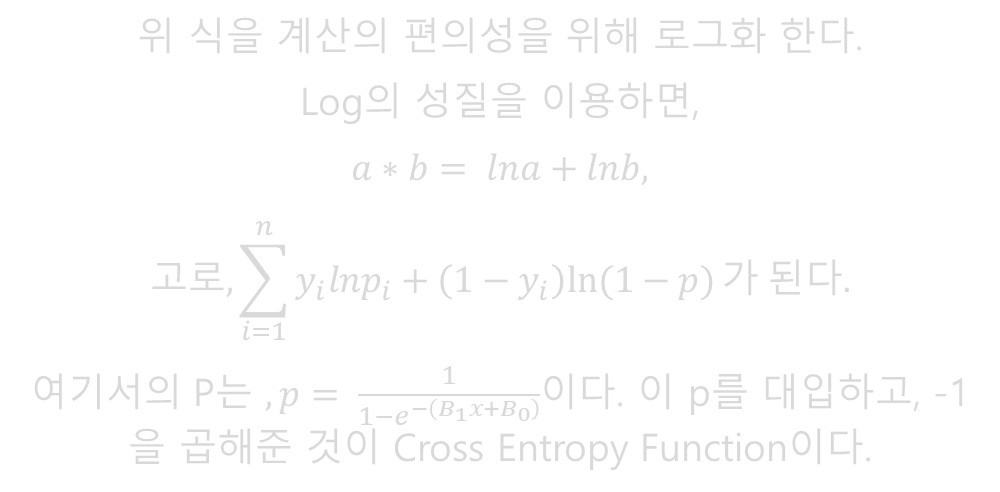 위 식을 계산의 편의성을 위해 로그화 한다.
Log의 성질을 이용하면,
a * b = lna + lnb,
고로, \sum_{i=1}^{n} y_i lnp_i + (1 − y_i)ln(1 − p) 가 된다.
여기서의 P는 , p = \frac{1}{1−e^{−(B_1x+B_0)}}이다. 이 p를 대입하고, -1
을 곱해준 것이 Cross Entropy Function이다.